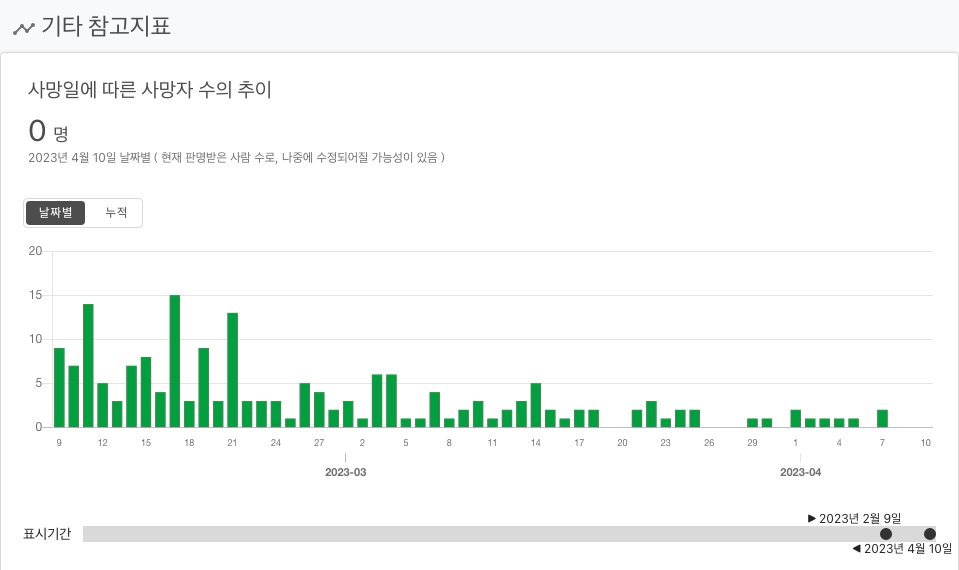 기타 참고지표
사망일에 따른 사망자 수의 추이
0 명
2023년 4월 10일 날짜별 ( 현재 판명받은 사람 수로, 나중에 수정되어질 가능성이 있음 )
날짜별 누적
20
15
10
5
0
9 12 15 18 21 24 27 2 5 8 11 14 17 20 23 26 29 1 4 7 10
2023-03 2023-04
▶ 2023년 2월 9일
표시기간
◀ 2023년 4월 10일